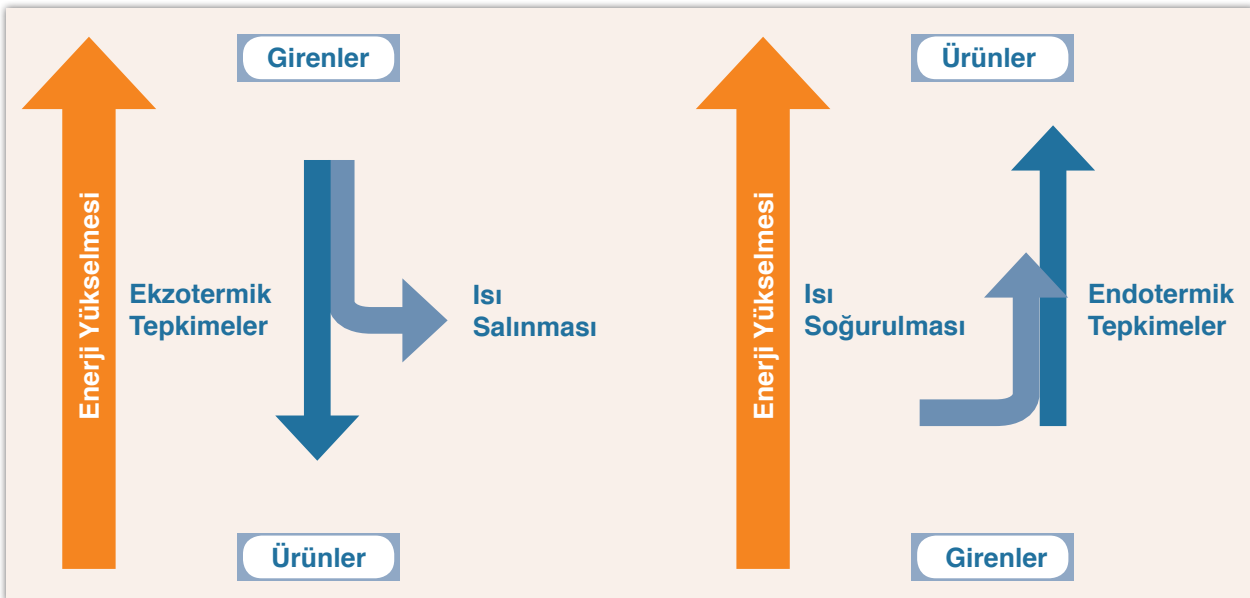 Girenler
Enerji Yükselmesi
Ekzotermik
Tepkimeler
Isı
Salınması
Ürünler
Ürünler
Enerji Yükselmesi
Isı
Soğurulması
Endotermik
Tepkimeler
Girenler